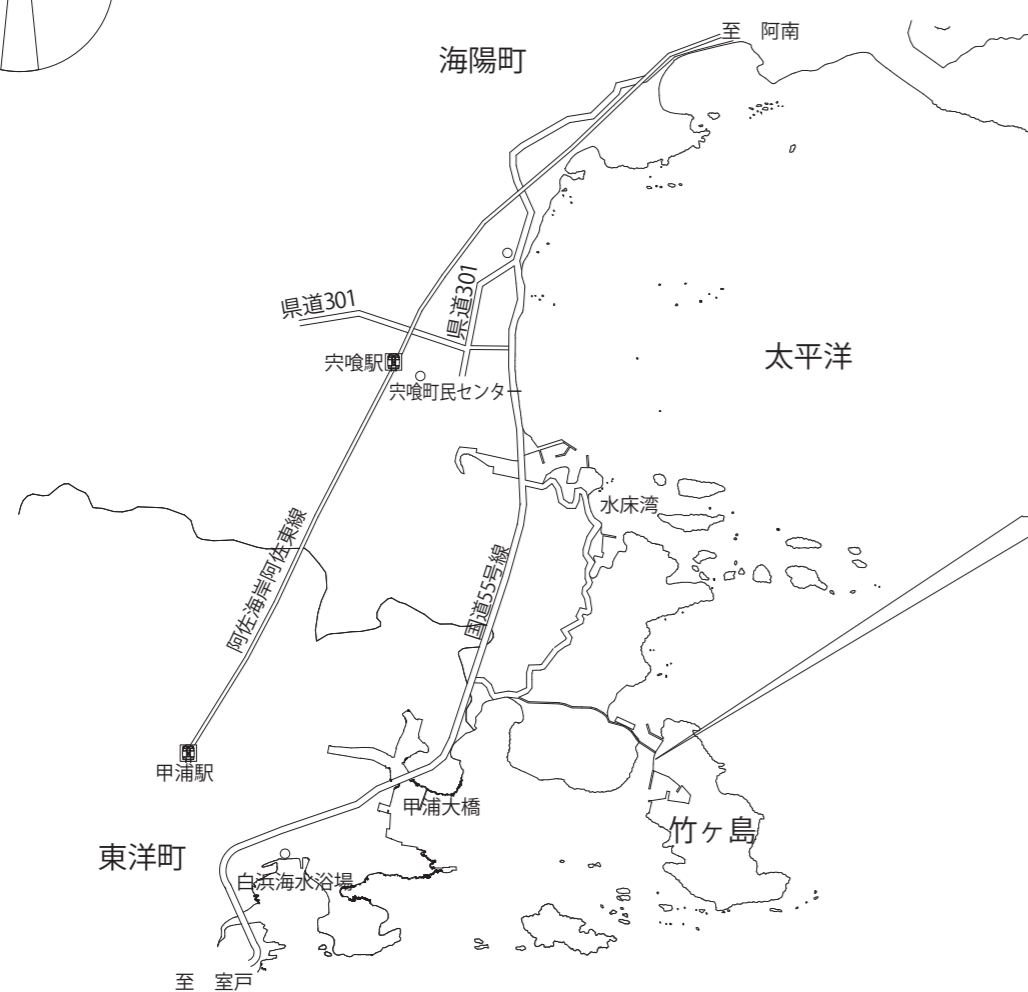 至　阿南
海陽町
県道301
県道301
太平洋
宍喰駅
宍喰町民センター
水床湾
阿佐海岸阿佐東線
国道55号線
甲浦駅
甲浦大橋
竹ヶ島
東洋町
白浜海水浴場
至　室戸